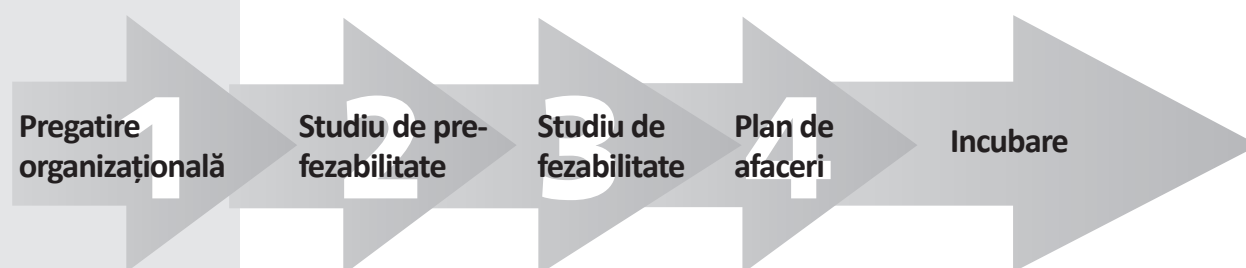 1
Pregatire
organizațională
2
Studiu de pre-
fezabilitate
3
Studiu de
fezabilitate
4
Plan de
afaceri
Incubare